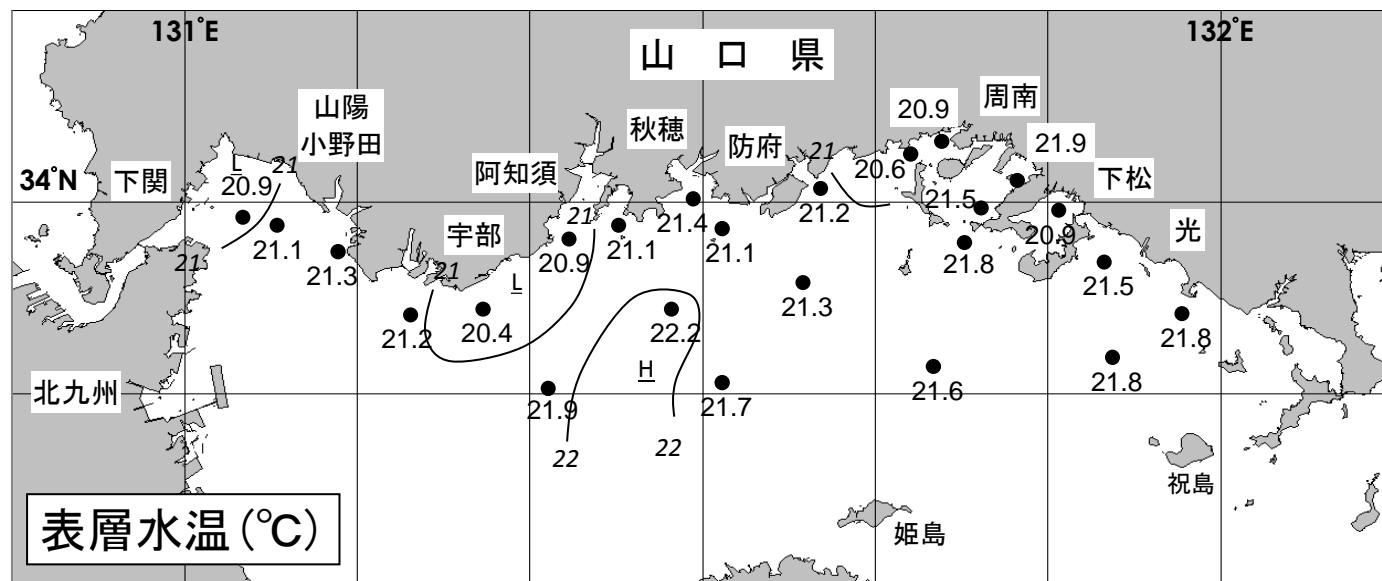 131°E
132°E
山 口 県
山陽
小野田
秋穂
防府
20.9
周南
21.9
34°N
下関
L
20.9
21
阿知須
21
20.6
下松
21.5
21.2
21.4
宇部
21
光
21
21.1
21.3
21
L
20.9
21.1
21.1
21.8
20.9
21.5
21.3
21.2
20.4
22.2
21.8
H
北九州
21.9
21.7
21.6
21.8
22
22
祝島
姫島
表層水温(℃)